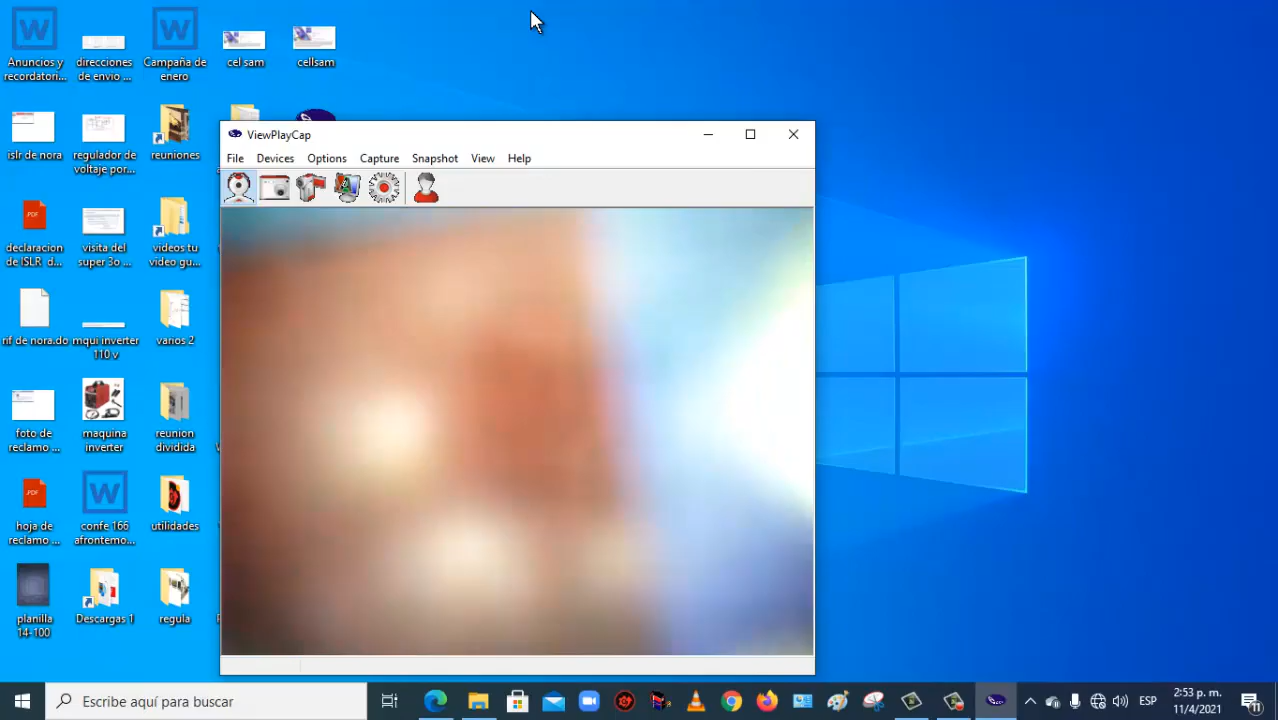 Anuncios y
recordatori...
direcciones
de envio ...
Campaña de
enero
cel sam
cellsam
islr de nora
regulador de
voltaje por...
reuniones
declaracion
de ISLR d...
visita del
super 3o ...
videos tu
video gu...
rif de nora.do
mqui inverter
110 v
varios 2
foto de
reclamo ...
maquina
inverter
reunion
dividida
hoja de
reclamo ...
confe 166
afrontemo...
utilidades
planilla
14-100
Descargas 1
regula
ViewPlayCap
File Devices Options Capture Snapshot View Help
Escribe aquí para buscar
ESP
2:53 p. m.
11/4/2021
11